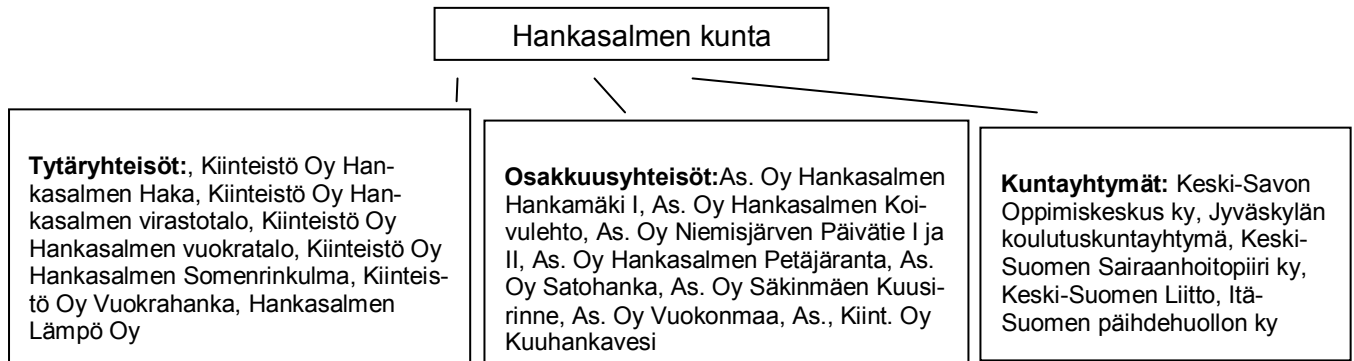 Hankasalmen kunta
Tytäryhteisöt:, Kiinteistö Oy Han-
kasalmen Haka, Kiinteistö Oy Han-
kasalmen virastotalo, Kiinteistö Oy
Hankasalmen vuokratalo, Kiinteistö Oy
Hankasalmen Somenrinkulma, Kiinteis-
tö Oy Vuokrahanka, Hankasalmen
Lämpö Oy
Osakkuusyhteisöt:As. Oy Hankasalmen
Hankamäki I, As. Oy Hankasalmen Koi-
vulehto, As. Oy Niemisjärven Päivätie I ja
II, As. Oy Hankasalmen Petäjäranta, As.
Oy Satohanka, As. Oy Säkinmäen Kuusi-
rinne, As. Oy Vuokonmaa, As., Kiint. Oy
Kuuhankavesi
Kuntayhtymät: Keski-Savon
Oppimiskeskus ky, Jyväskylän
koulutuskuntayhtymä, Keski-
Suomen Sairaanhoitopiiri ky,
Keski-Suomen Liitto, Itä-
Suomen päihdehuollon ky